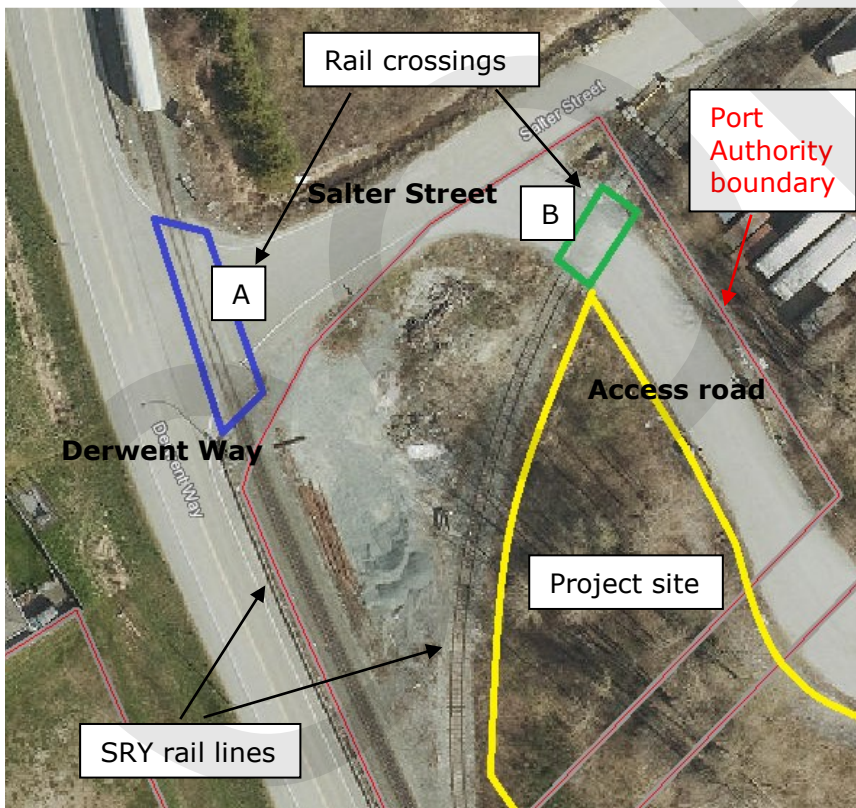 Rail crossings
Salter Street
Port
Authority
boundary
Salter Street
B
A
Access road
Derwent Way
Derwent Way
Project site
SRY rail lines